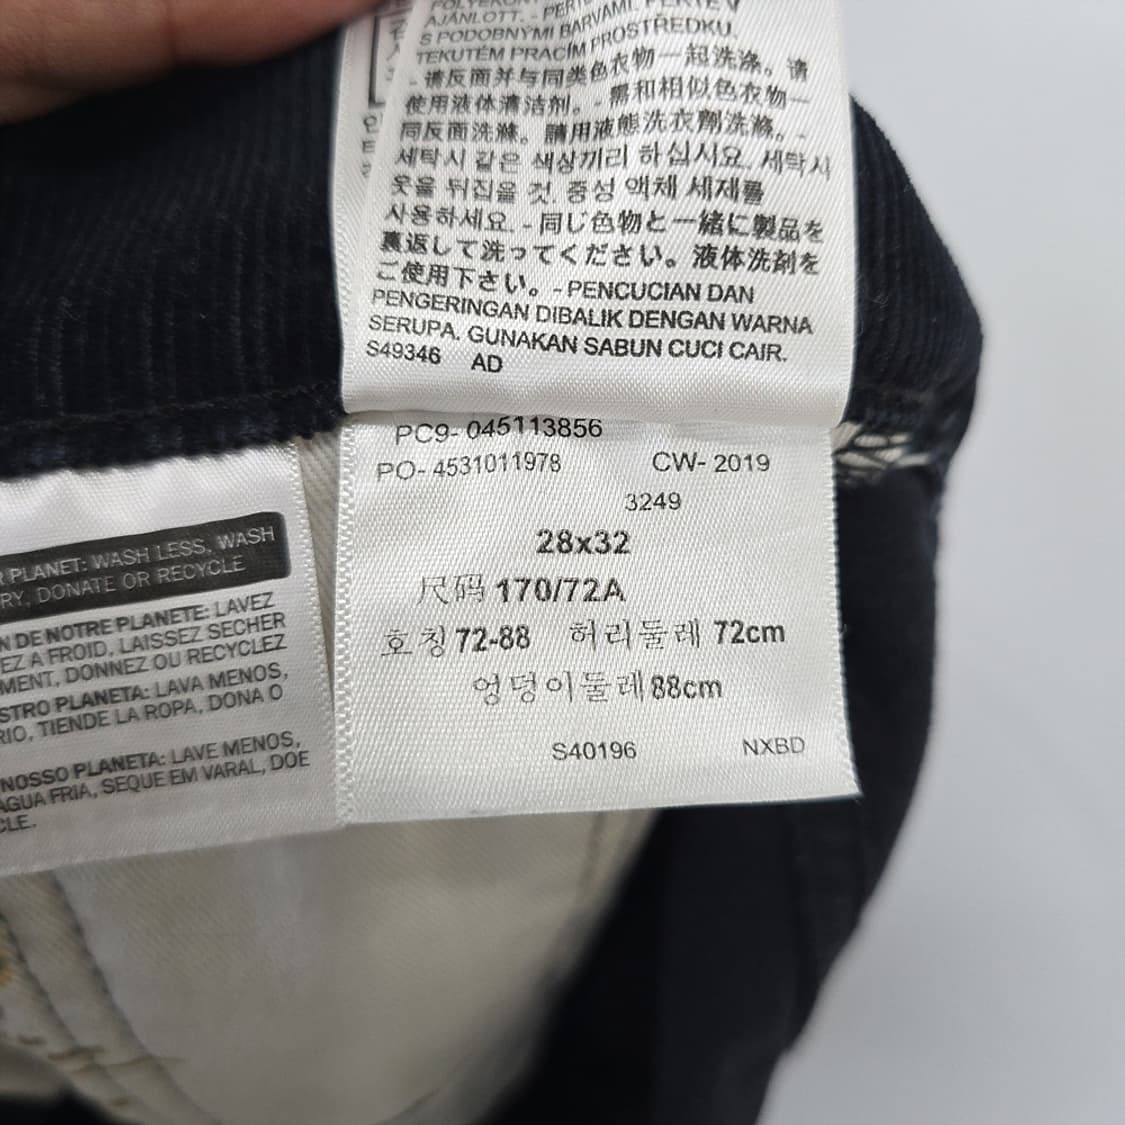 AJÁNLOTT. - PERTE
S PODOBNÝMI BARVAMI. PERTEV
TEKUTÉM PRACÍM PROSTŘEDKU.
- 请反面并与同类色衣物一起洗涤。请
使用液体清洁剂。- 需和相似色衣物一
同反面洗滌。請用液態洗衣劑洗滌。-
세탁시 같은 색상끼리 하십시요. 세탁시
옷을 뒤집을 것. 중성 액체 세제를
사용하세요. - 同じ色物と一緒に製品を
裏返して洗ってください。液体洗剤を
ご使用下さい。- PENCUCIAN DAN
PENGERINGAN DIBALIK DENGAN WARNA
SERUPA. GUNAKAN SABUN CUCI CAIR.
S49346 AD
PC9- 045113856
PO- 4531011978 CW- 2019
3249
28x32
尺码 170/72A
호칭 72-88 허리둘레 72cm
엉덩이둘레 88cm
S40196 NXBD
PLANET: WASH LESS, WASH
RY, DONATE OR RECYCLE
N DE NOTRE PLANETE: LAVEZ
EZ A FROID, LAISSEZ SECHER
MENT, DONNEZ OU RECYCLEZ
STRO PLANETA: LAVA MENOS,
RIO, TIENDE LA ROPA, DONA O
NOSSO PLANETA: LAVE MENOS,
AGUA FRIA, SEQUE EM VARAL, DOE
CLE.